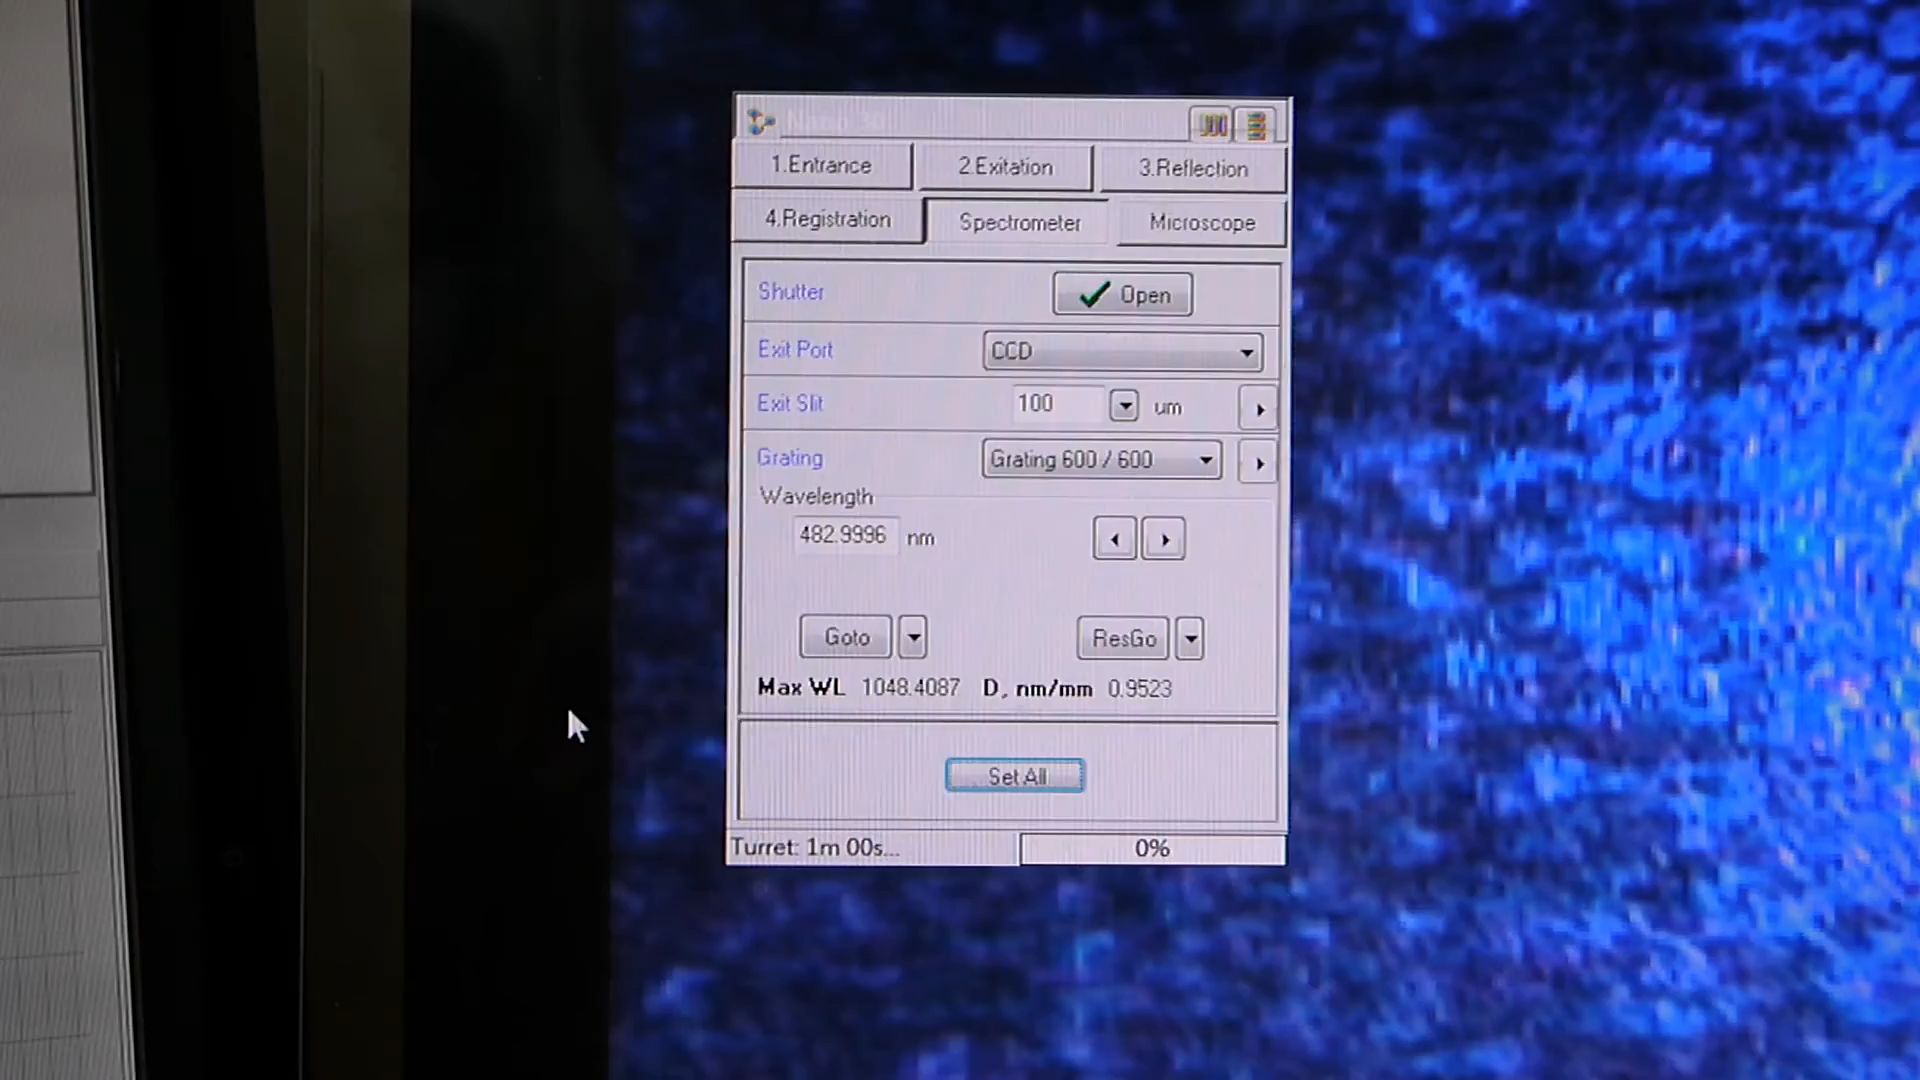 1.Entrance
2.Exitation
3.Reflection
4.Registration
Spectrometer
Microscope
Shutter
Open
Exit Port
CCD
Exit Slit
100
um
Grating
Grating 600 / 600
Wavelength
482.9996 nm
Goto
ResGo
Max WL 1048.4087 D, nm/mm 0.9523
Set All
Turret: 1m 00s...
0%